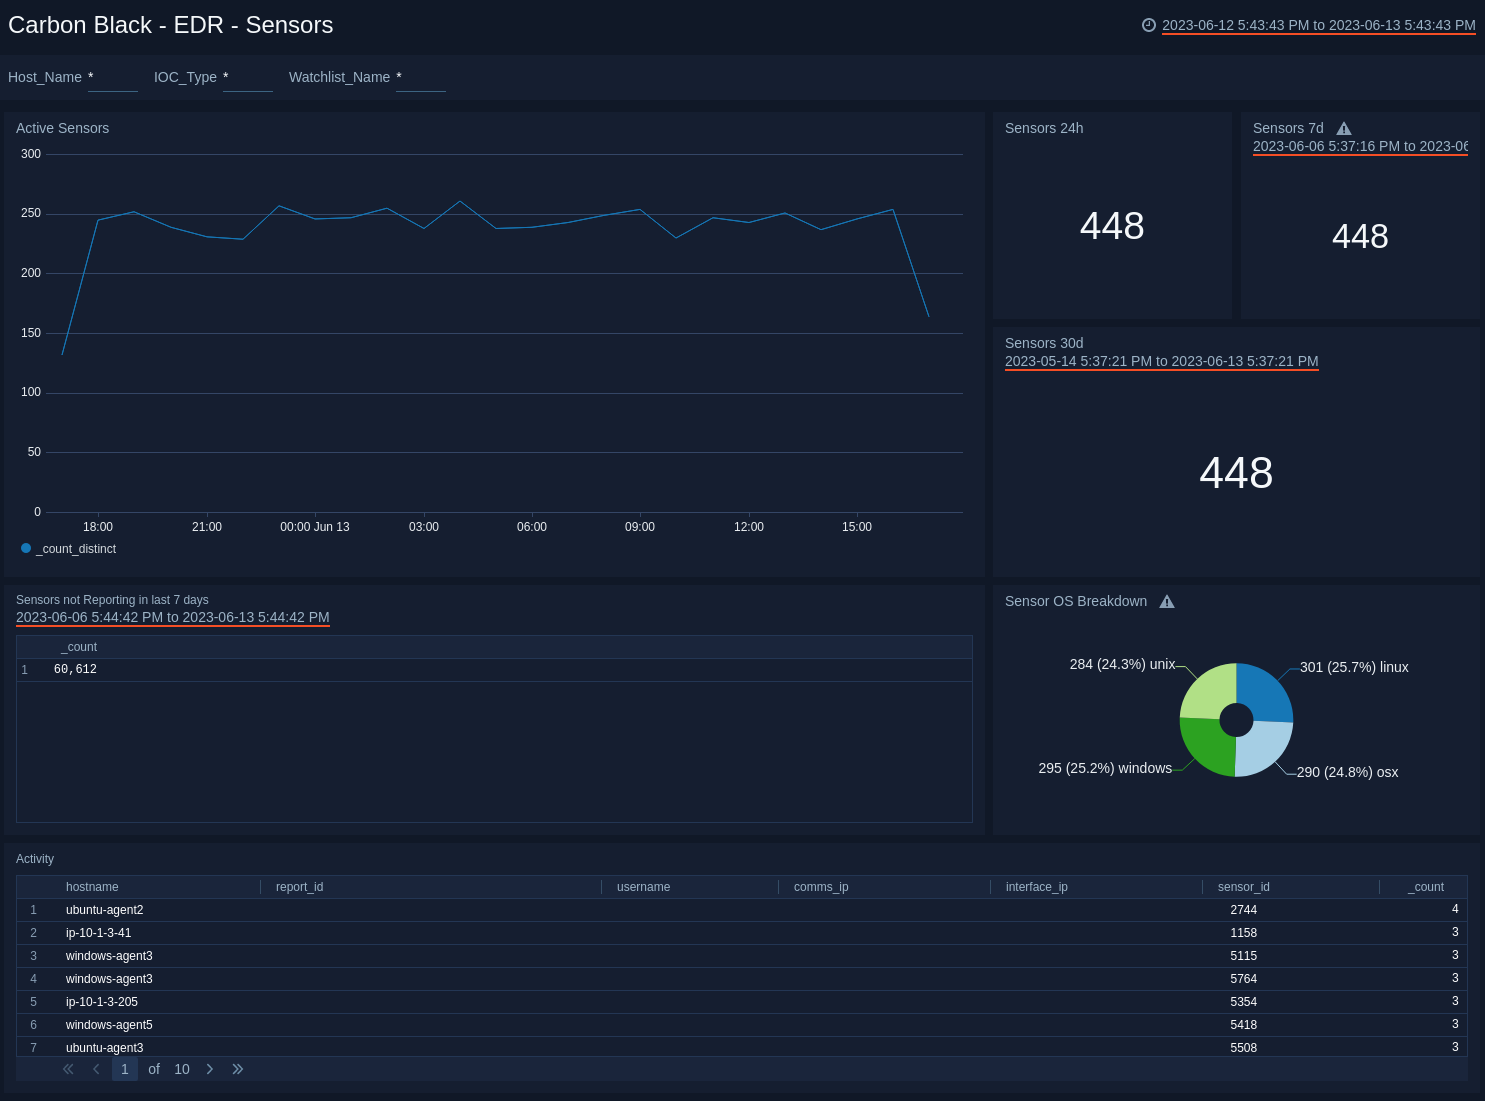 Carbon Black - EDR - Sensors
2023-06-12 5:43:43 PM to 2023-06-13 5:43:43 PM
Host_Name * IOC_Type * Watchlist_Name *
Active Sensors
300
250
200
150
100
50
0
18:00 21:00 00:00 Jun 13 03:00 06:00 09:00 12:00 15:00
_count_distinct
Sensors 24h
448
Sensors 7d
2023-06-06 5:37:16 PM to 2023-06
448
Sensors 30d
2023-05-14 5:37:21 PM to 2023-06-13 5:37:21 PM
448
Sensors not Reporting in last 7 days
2023-06-06 5:44:42 PM to 2023-06-13 5:44:42 PM
_count
1 60,612
Sensor OS Breakdown
284 (24.3%) unix
301 (25.7%) linux
295 (25.2%) windows
290 (24.8%) osx
Activity
hostname report_id username comms_ip interface_ip sensor_id _count
1 ubuntu-agent2 2744 4
2 ip-10-1-3-41 1158 3
3 windows-agent3 5115 3
4 windows-agent3 5764 3
5 ip-10-1-3-205 5354 3
6 windows-agent5 5418 3
7 ubuntu-agent3 5508 3
1 of 10